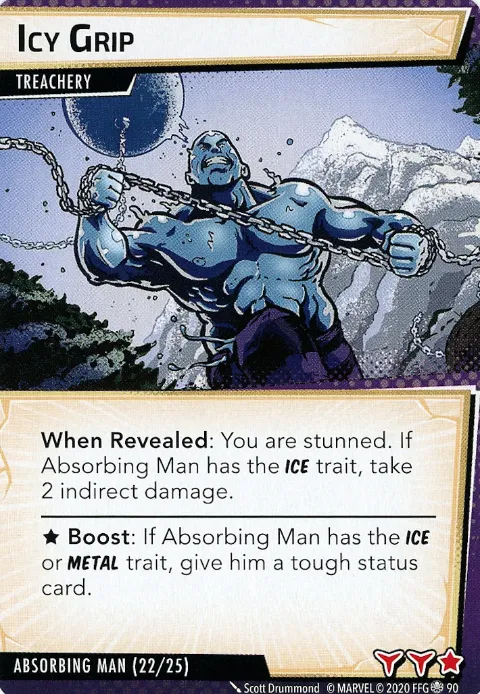 ICY GRIP
TREACHERY
When Revealed: You are stunned. If
Absorbing Man has the ICE trait, take
2 indirect damage.
★ Boost: If Absorbing Man has the ICE
or METAL trait, give him a tough status
card.
ABSORBING MAN (22/25)
Scott Drummond © MARVEL © 2020 FFG 90